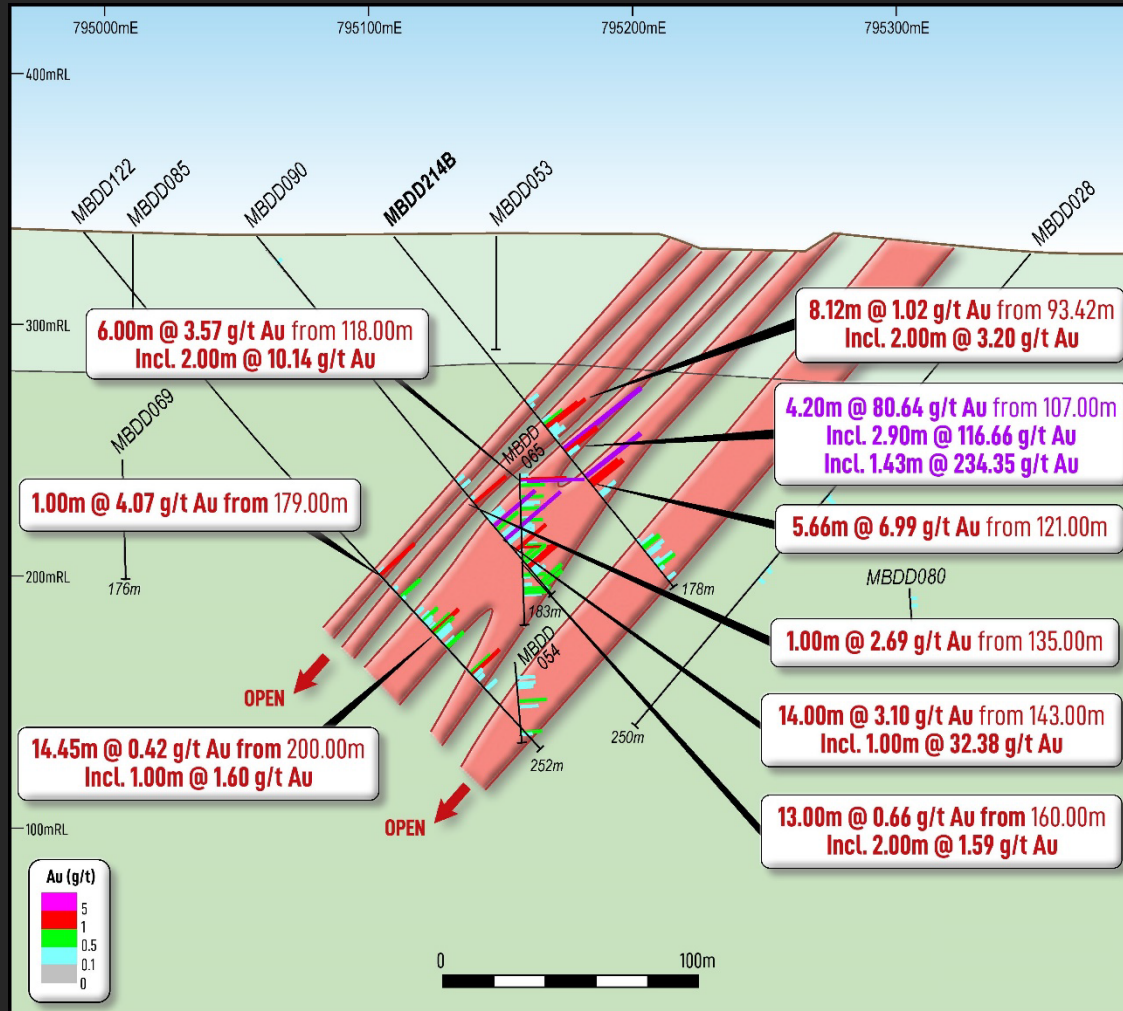 795000mE
795100mE
795200mE
795300mE
400mRL
MBDD122
MBDD085
MBDD090
MBDD214B
MBDD053
MBDD028
300mRL
6.00m @ 3.57 g/t Au from 118.00m
Incl. 2.00m @ 10.14 g/t Au
8.12m @ 1.02 g/t Au from 93.42m
Incl. 2.00m @ 3.20 g/t Au
4.20m @ 80.64 g/t Au from 107.00m
Incl. 2.90m @ 116.66 g/t Au
Incl. 1.43m @ 234.35 g/t Au
MBDD069
MBDD
065
1.00m @ 4.07 g/t Au from 179.00m
5.66m @ 6.99 g/t Au from 121.00m
200mRL
176m
178m
MBDD080
183m
1.00m @ 2.69 g/t Au from 135.00m
MBDD
054
OPEN
14.00m @ 3.10 g/t Au from 143.00m
Incl. 1.00m @ 32.38 g/t Au
14.45m @ 0.42 g/t Au from 200.00m
Incl. 1.00m @ 1.60 g/t Au
250m
252m
OPEN
13.00m @ 0.66 g/t Au from 160.00m
Incl. 2.00m @ 1.59 g/t Au
100mRL
Au (g/t)
5
1
0.5
0.1
0
0
100m